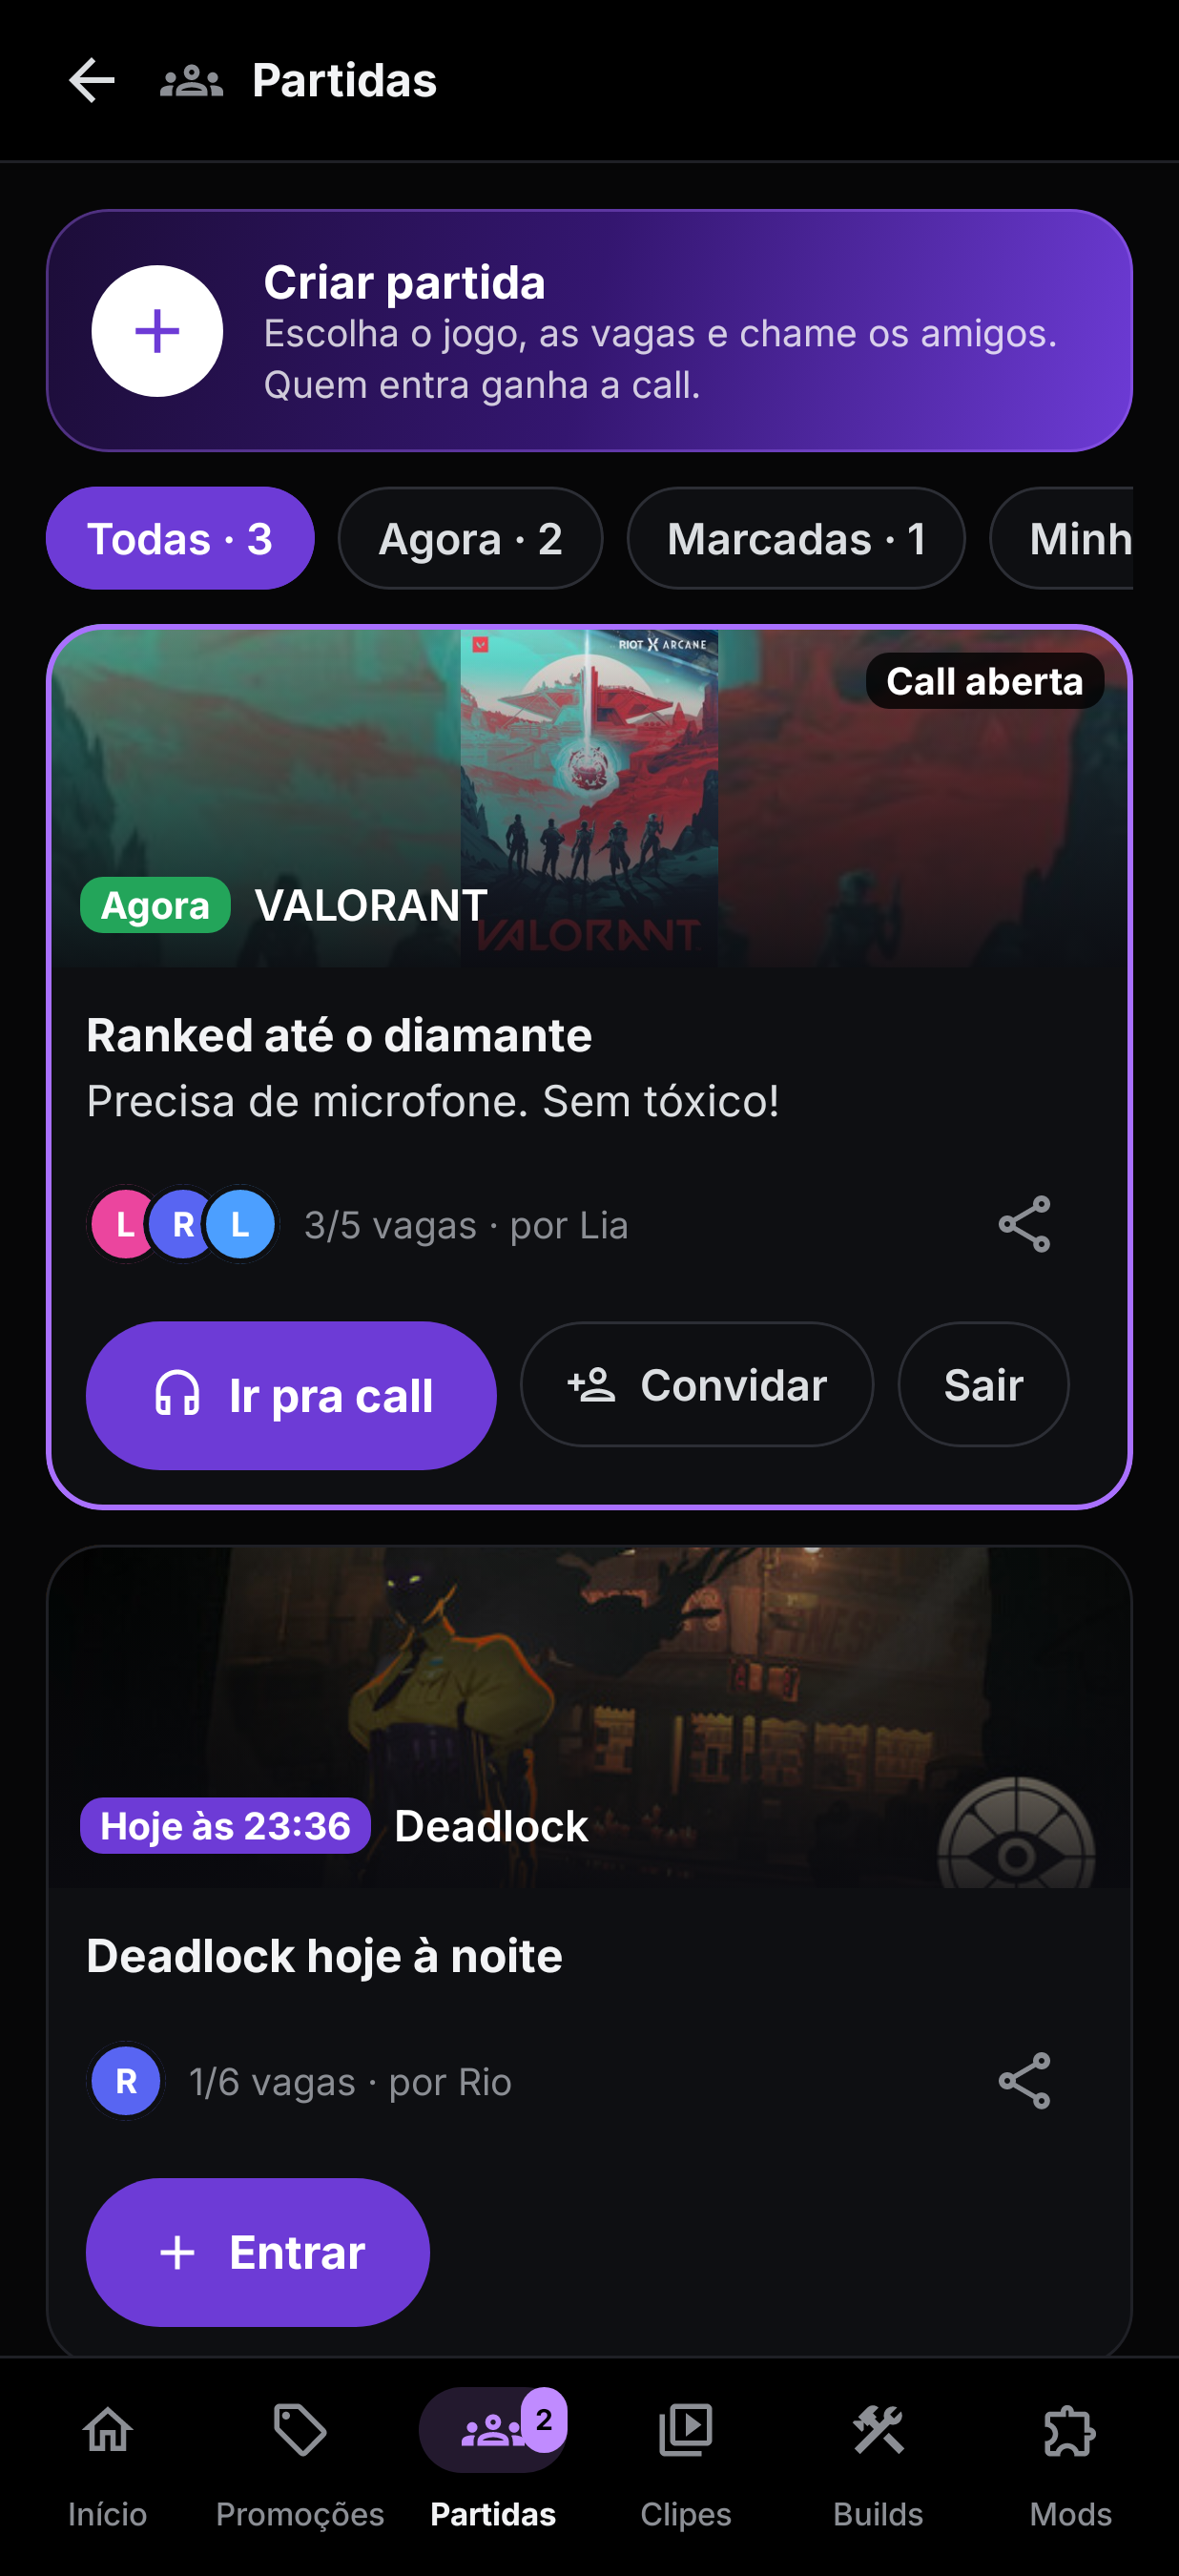 Partidas
Criar partida
Escolha o jogo, as vagas e chame os amigos.
Quem entra ganha a call.
Todas · 3
Agora · 2
Marcadas · 1
Minh
RIOT X ARCANE
Call aberta
Agora
VALORANT
VALORANT
Ranked até o diamante
Precisa de microfone. Sem tóxico!
L
R
L
3/5 vagas · por Lia
Ir pra call
Convidar
Sair
Hoje às 23:36
Deadlock
Deadlock hoje à noite
R
1/6 vagas · por Rio
Entrar
2
Início
Promoções
Partidas
Clipes
Builds
Mods